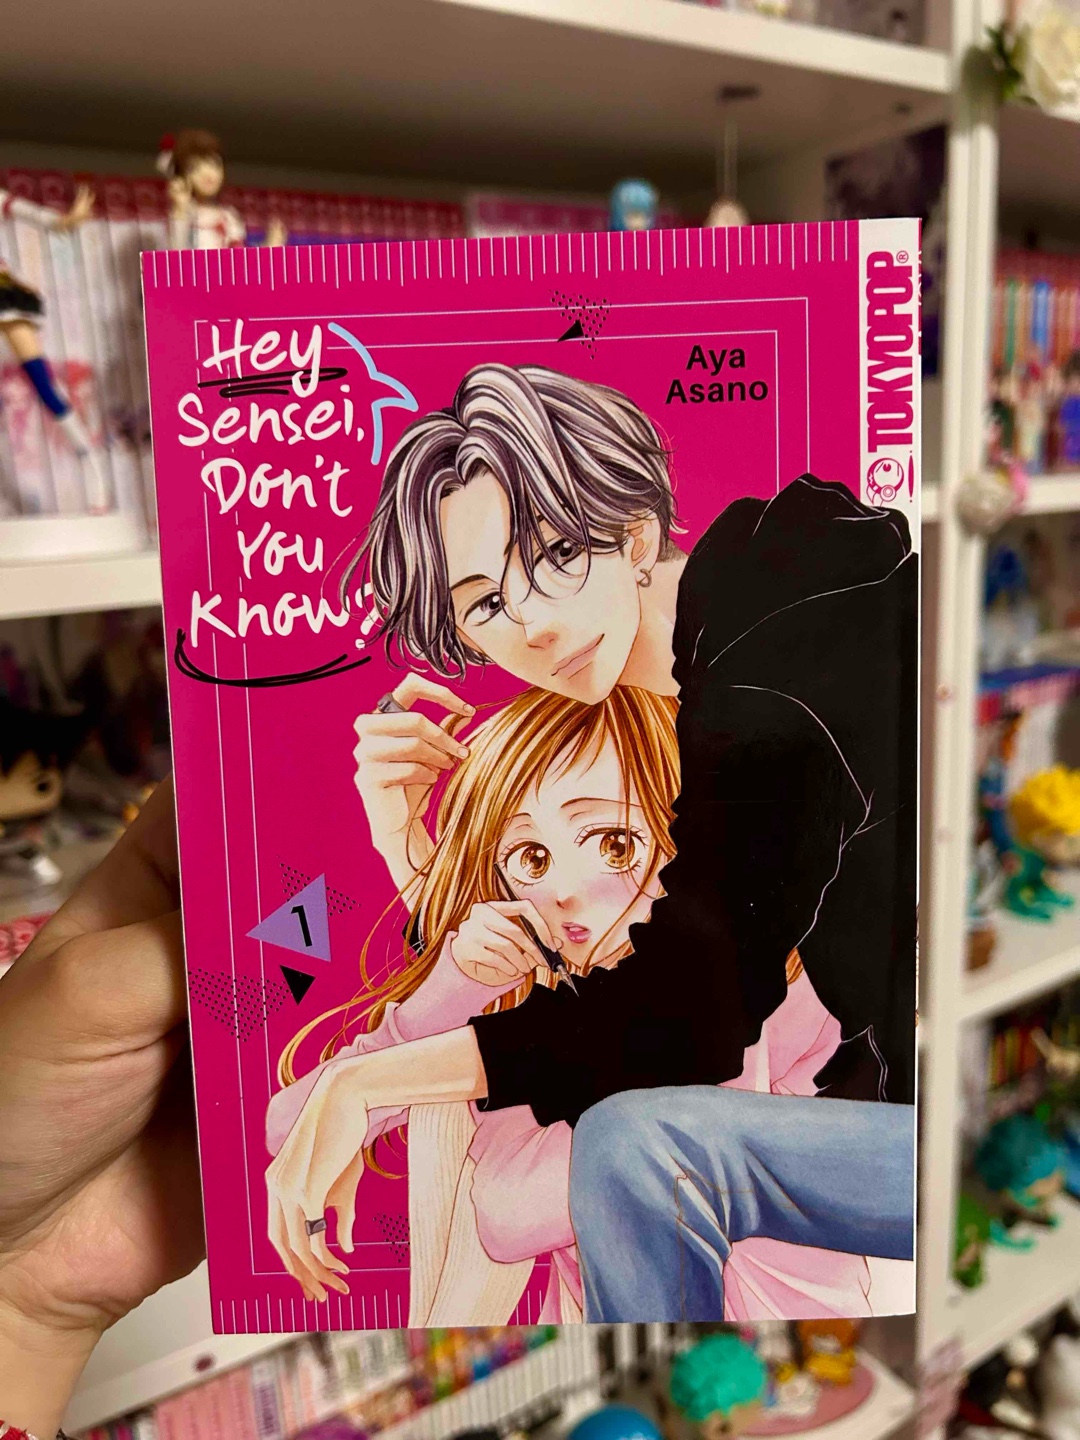 Hey
Sensei,
Don't
You
Know?
Aya
Asano
TOKYOPOP®
1